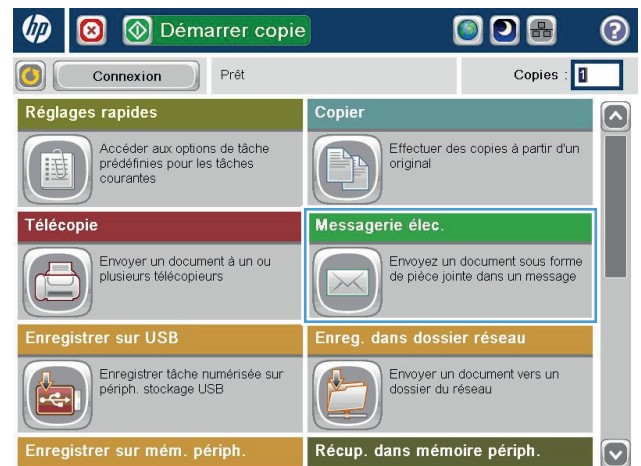 hp
Démarrer copie
?
Connexion
Prêt
Copies : 1
Réglages rapides
Accéder aux options
de tâche
prédéfinies pour les
tâches
courantes
Copier
Effectuer des copies à partir d'un
original
Télécopie
Envoyer un document à un ou
plusieurs télécopieurs
Messagerie élec.
Envoyez un document sous forme
de pièce jointe dans un message
Enregistrer sur USB
Enregistrer tâche numérisée sur
périph. stockage USB
Enreg. dans dossier réseau
Envoyer un document vers un
dossier du réseau
Enregistrer sur mém. périph.
Récup. dans mémoire périph.